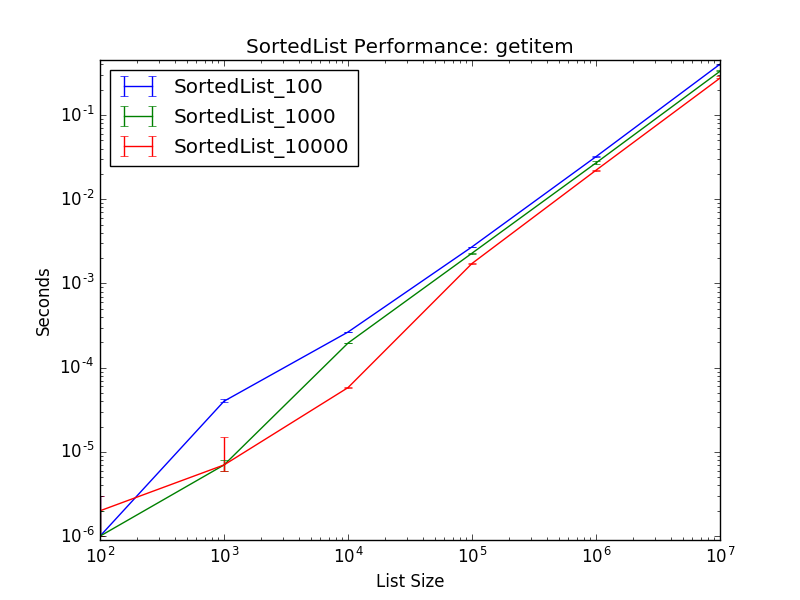 SortedList Performance: getitem
SortedList_100
SortedList_1000
SortedList_10000
10^-1
10^-2
10^-3
10^-4
10^-5
10^-6
Seconds
10^2 10^3 10^4 10^5 10^6 10^7
List Size